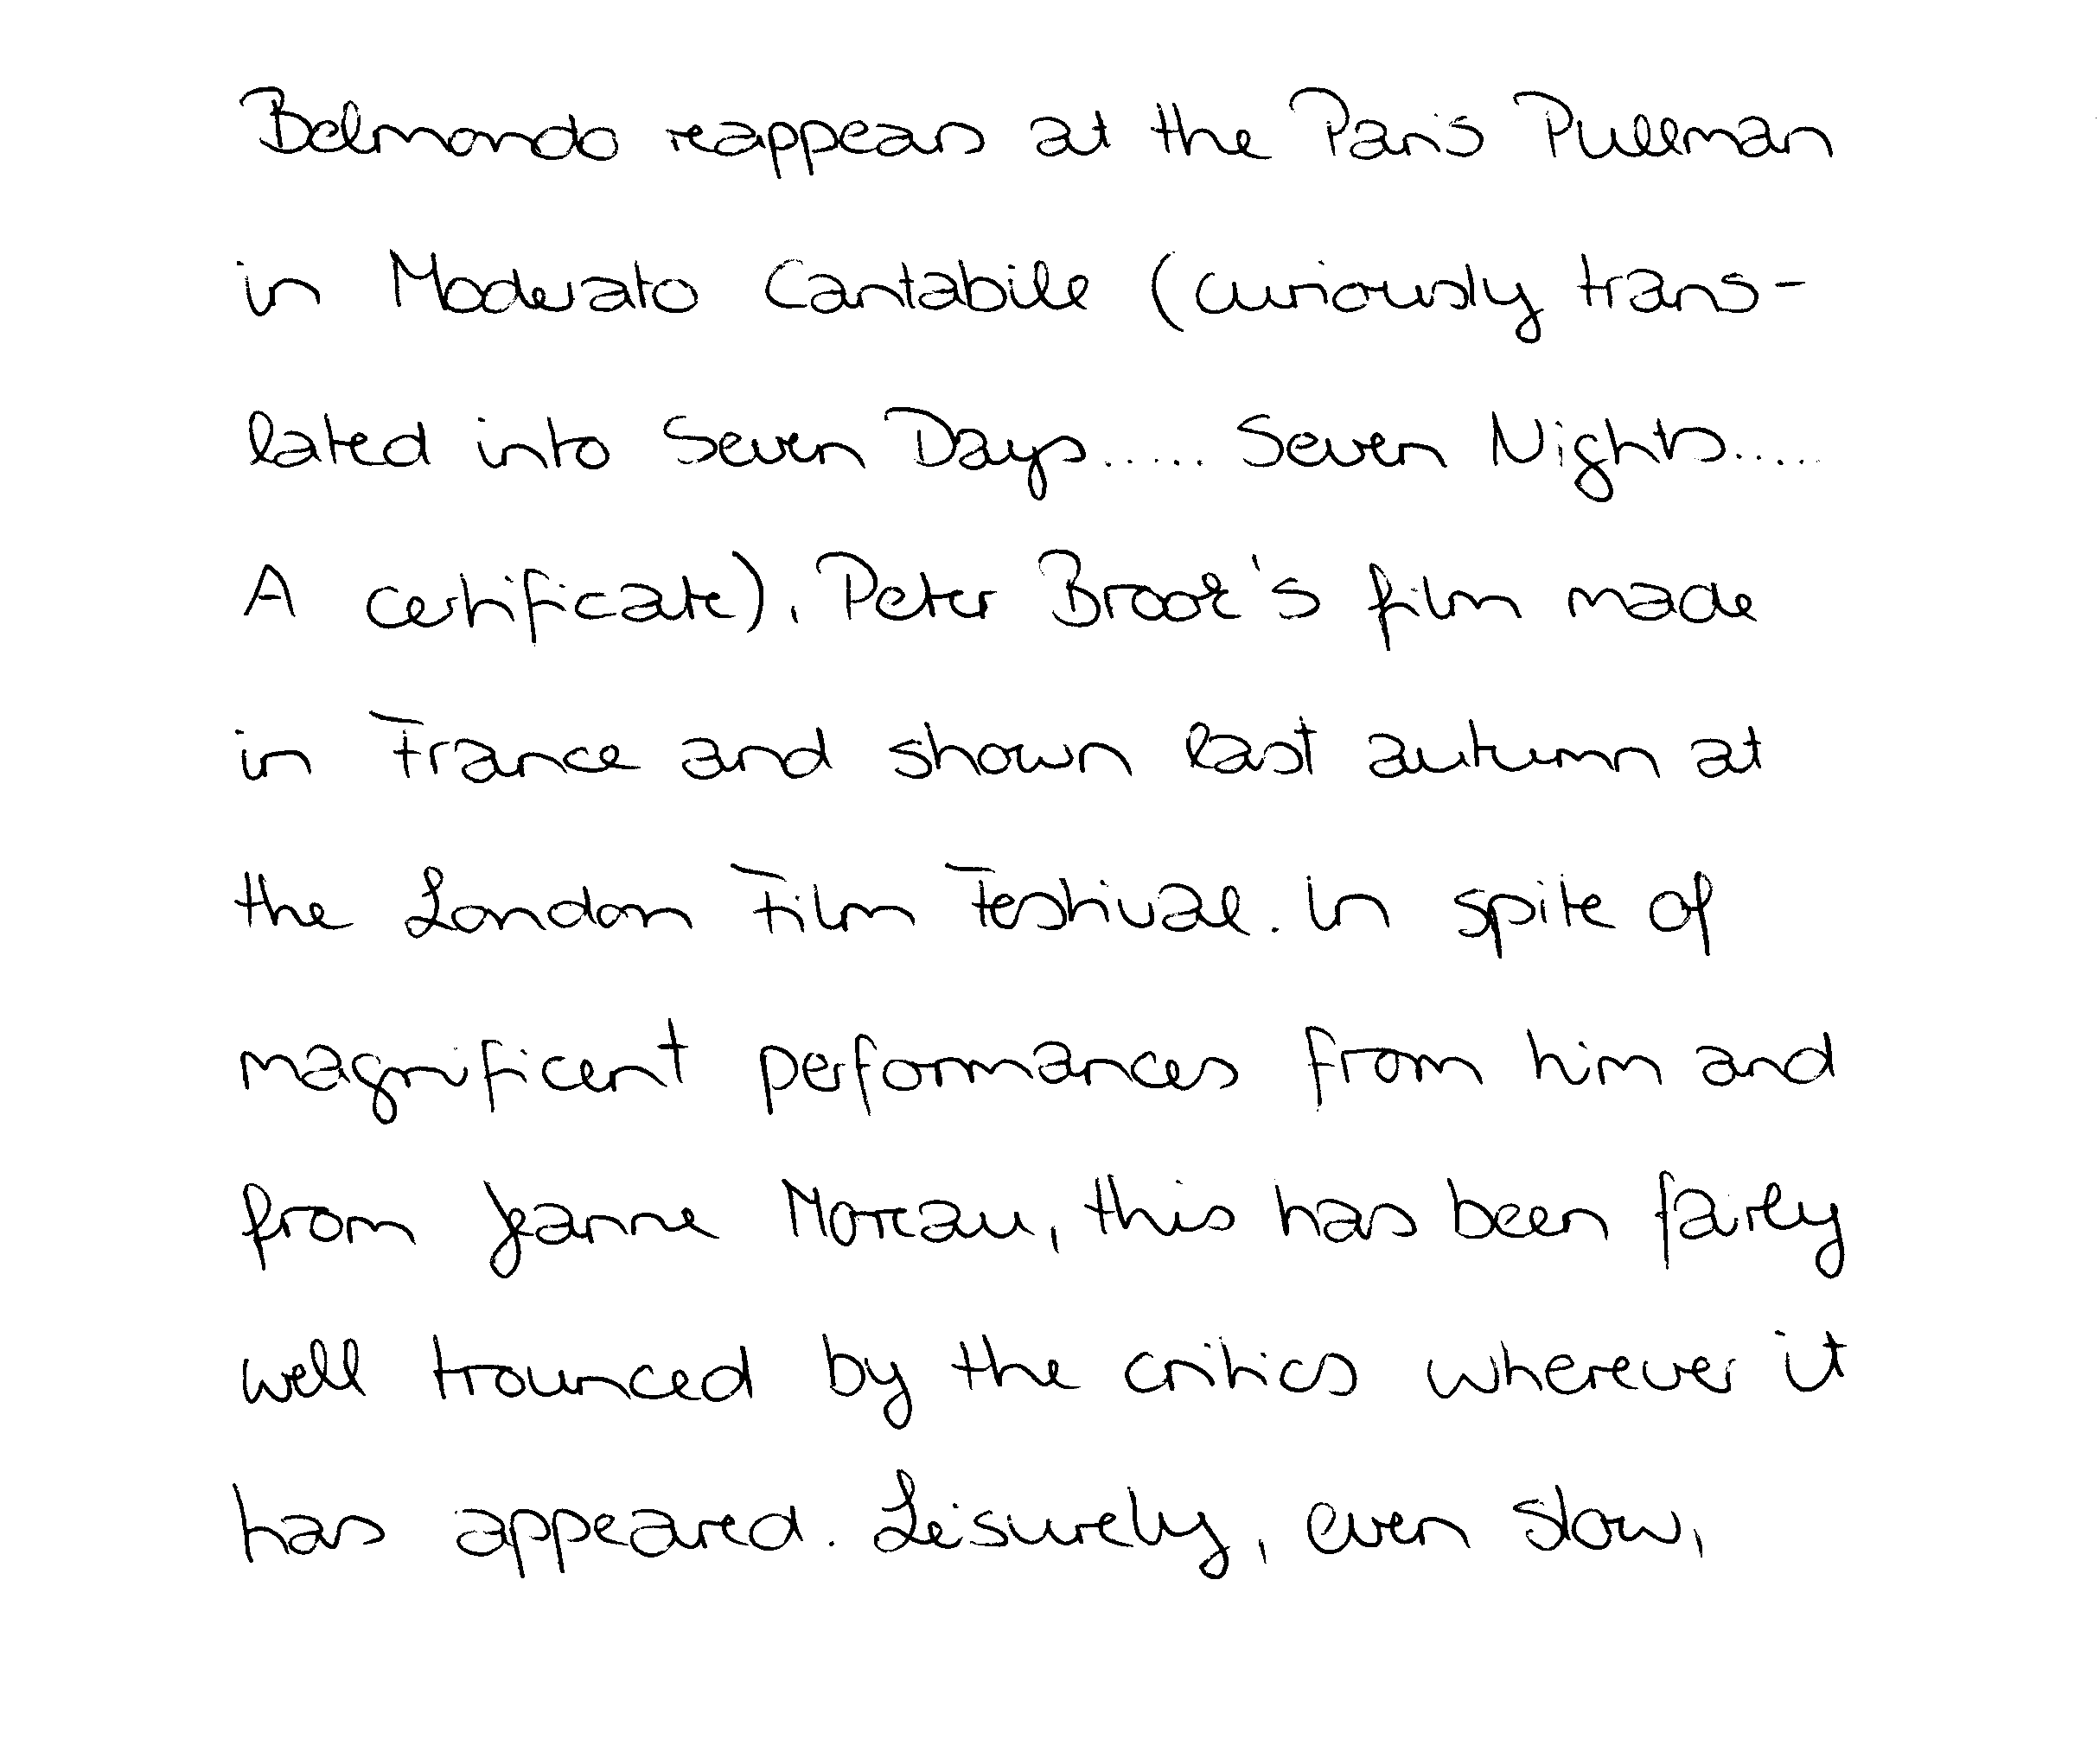 Belmondo reappears at the Paris Pullman
in Moderato Cantabile (curiously trans-
lated into Seven Days..... Seven Nights.....
A certificate), Peter Brook's film made
in France and shown last autumn at
the London Film Festival. In spite of
magnificent performances from him and
from Jeanne Moreau, this has been fairly
well trounced by the critics wherever it
has appeared. Leisurely, even slow,